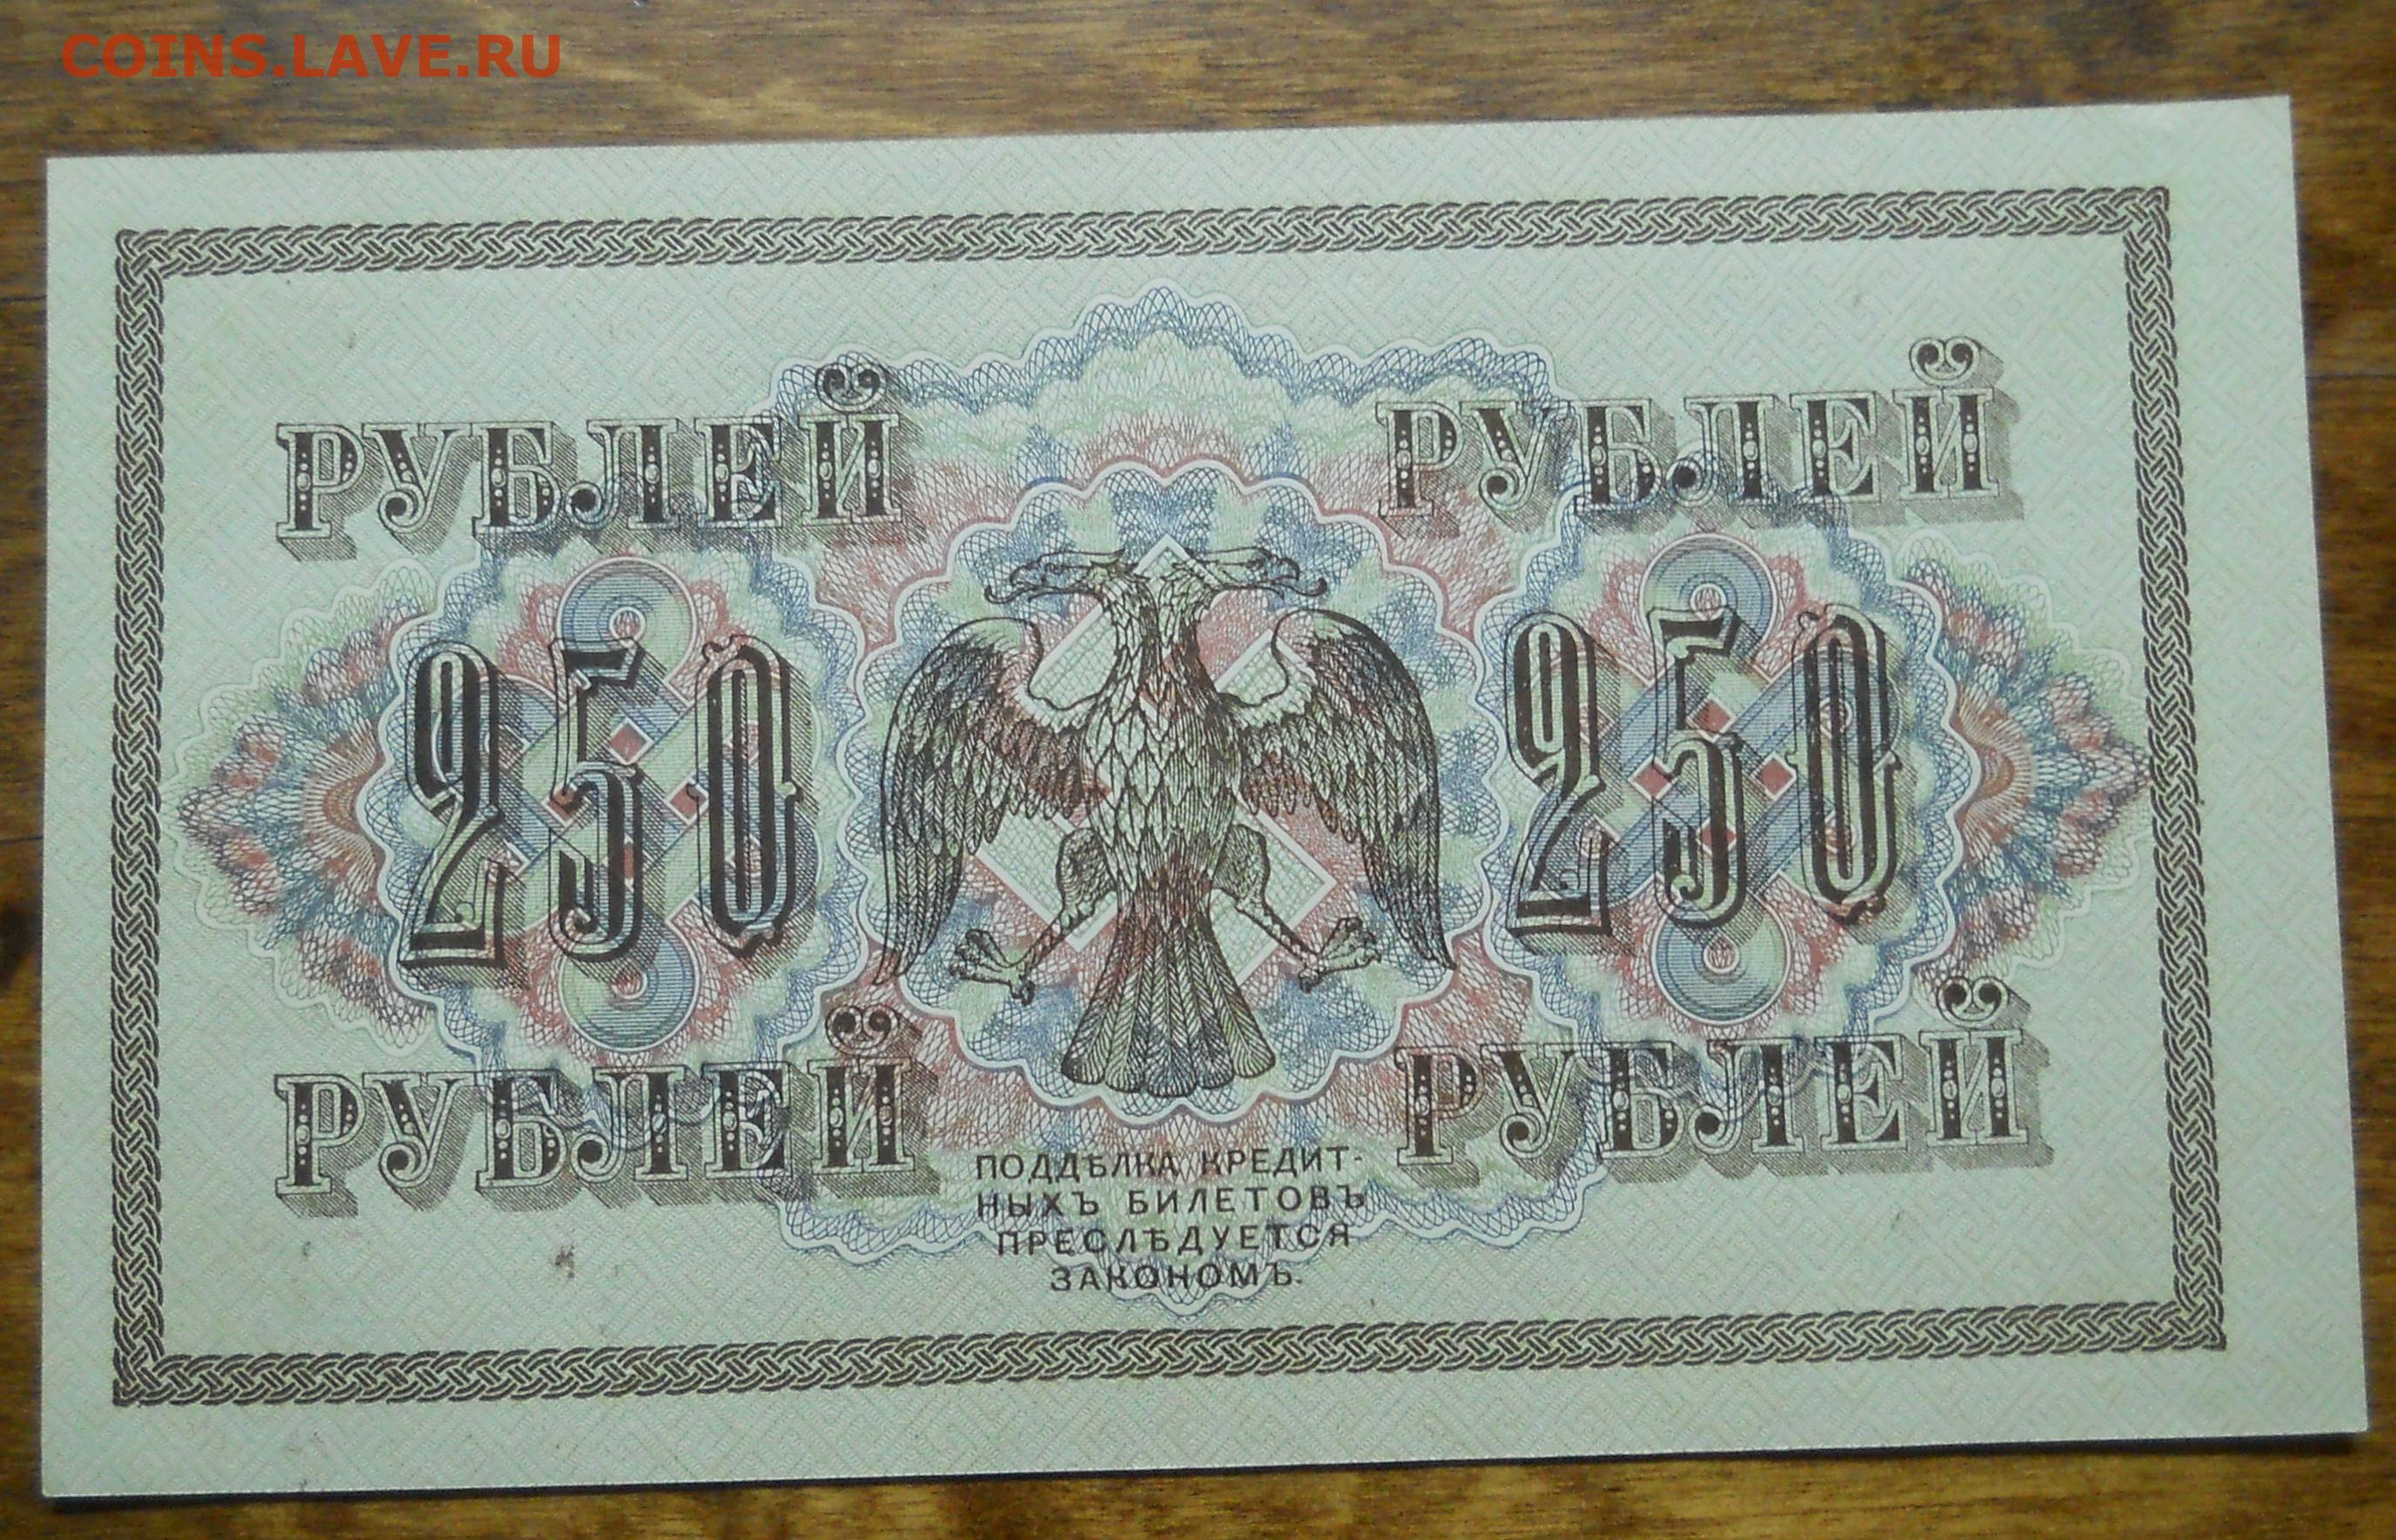 COINS.LAVE.RU
РУБЛЕЙ РУБЛЕЙ
250 250
РУБЛЕЙ РУБЛЕЙ
ПОДДѢЛКА КРЕДИТ-
НЫХЪ БИЛЕТОВЪ
ПРЕСЛѢДУЕТСЯ
ЗАКОНОМЪ.